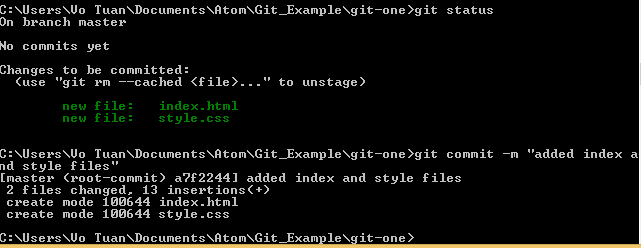 C:\Users\Vo Tuan\Documents\Atom\Git_Example\git-one>git status
On branch master
No commits yet
Changes to be committed:
(use "git rm --cached <file>..." to unstage)
new file:   index.html
new file:   style.css
C:\Users\Vo Tuan\Documents\Atom\Git_Example\git-one>git commit -m "added index a
nd style files"
[master (root-commit) a7f2244] added index and style files
2 files changed, 13 insertions(+)
create mode 100644 index.html
create mode 100644 style.css
C:\Users\Vo Tuan\Documents\Atom\Git_Example\git-one>